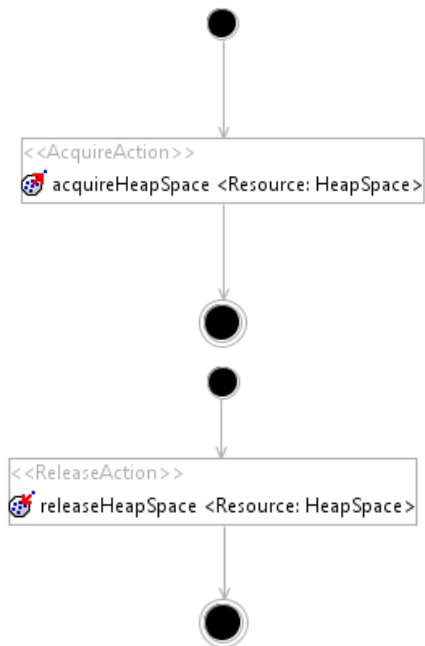 <<AcquireAction>>
acquireHeapSpace <Resource: HeapSpace>
<<ReleaseAction>>
releaseHeapSpace <Resource: HeapSpace>